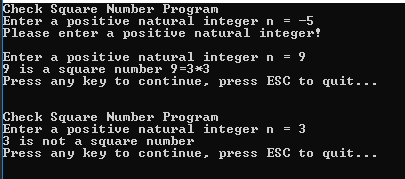 Check Square Number Program
Enter a positive natural integer n = -5
Please enter a positive natural integer!
Enter a positive natural integer n = 9
9 is a square number 9=3*3
Press any key to continue, press ESC to quit...
Check Square Number Program
Enter a positive natural integer n = 3
3 is not a square number
Press any key to continue, press ESC to quit...